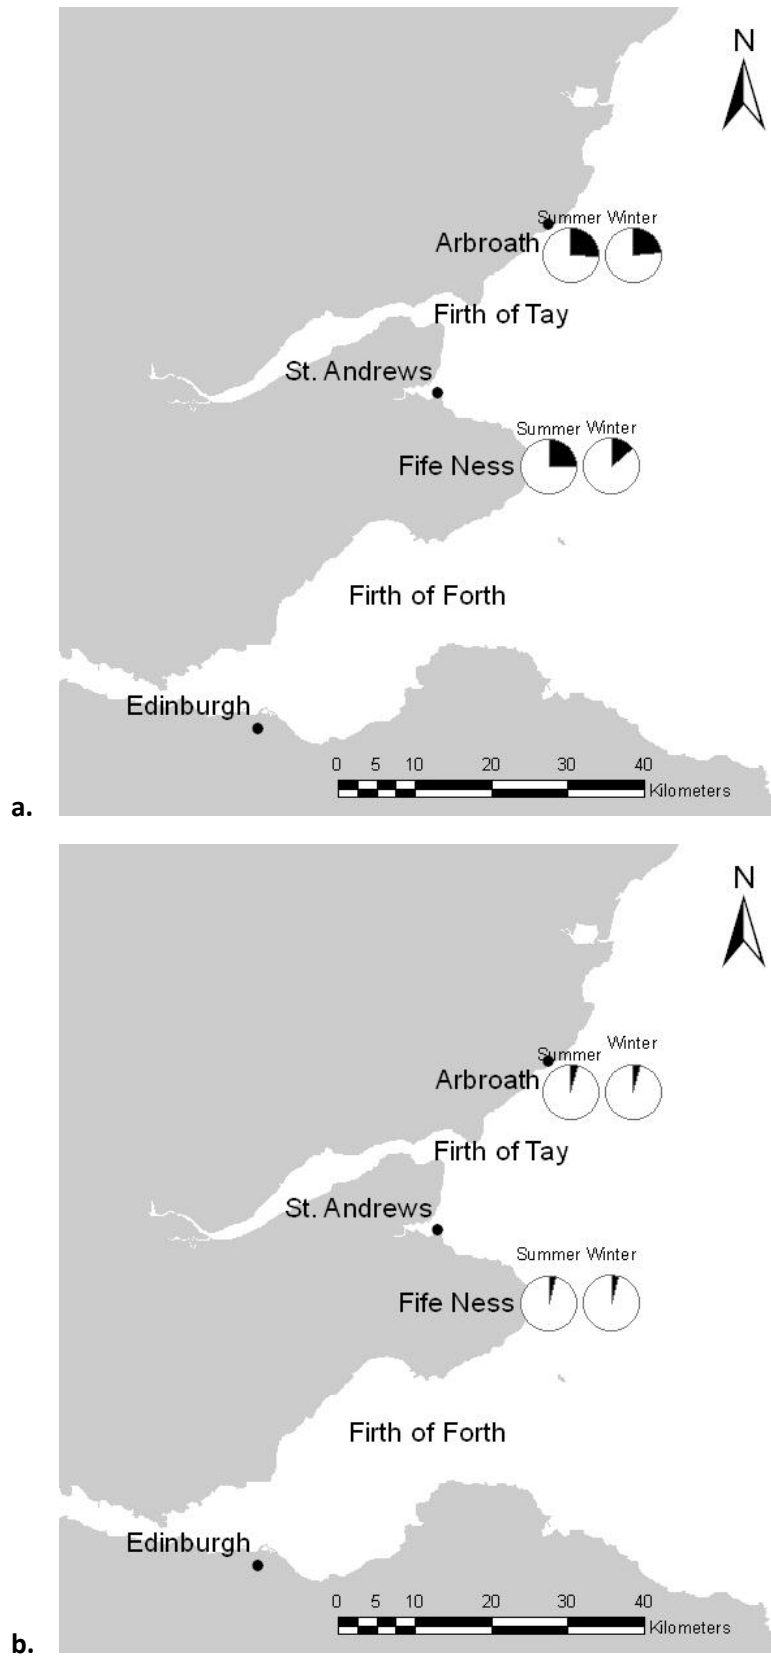 N
Summer Winter
Arbroath
Firth of Tay
St. Andrews
Summer Winter
Fife Ness
Firth of Forth
Edinburgh
0 5 10 20 30 40
Kilometers
a.
N
Winter
Summer
Arbroath
Firth of Tay
St. Andrews
Summer Winter
Fife Ness
Firth of Forth
Edinburgh
0 5 10 20 30 40
Kilometers
b.